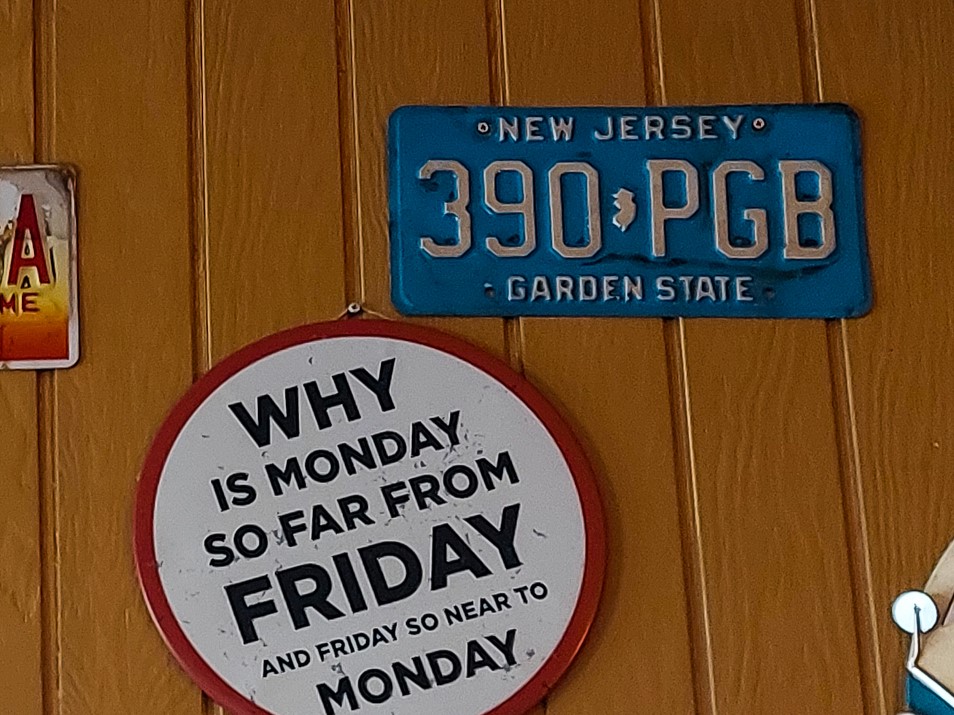 NEW JERSEY
390 PGB
GARDEN STATE
A
ME
WHY
IS MONDAY
SO FAR FROM
FRIDAY
AND FRIDAY SO NEAR TO
MONDAY